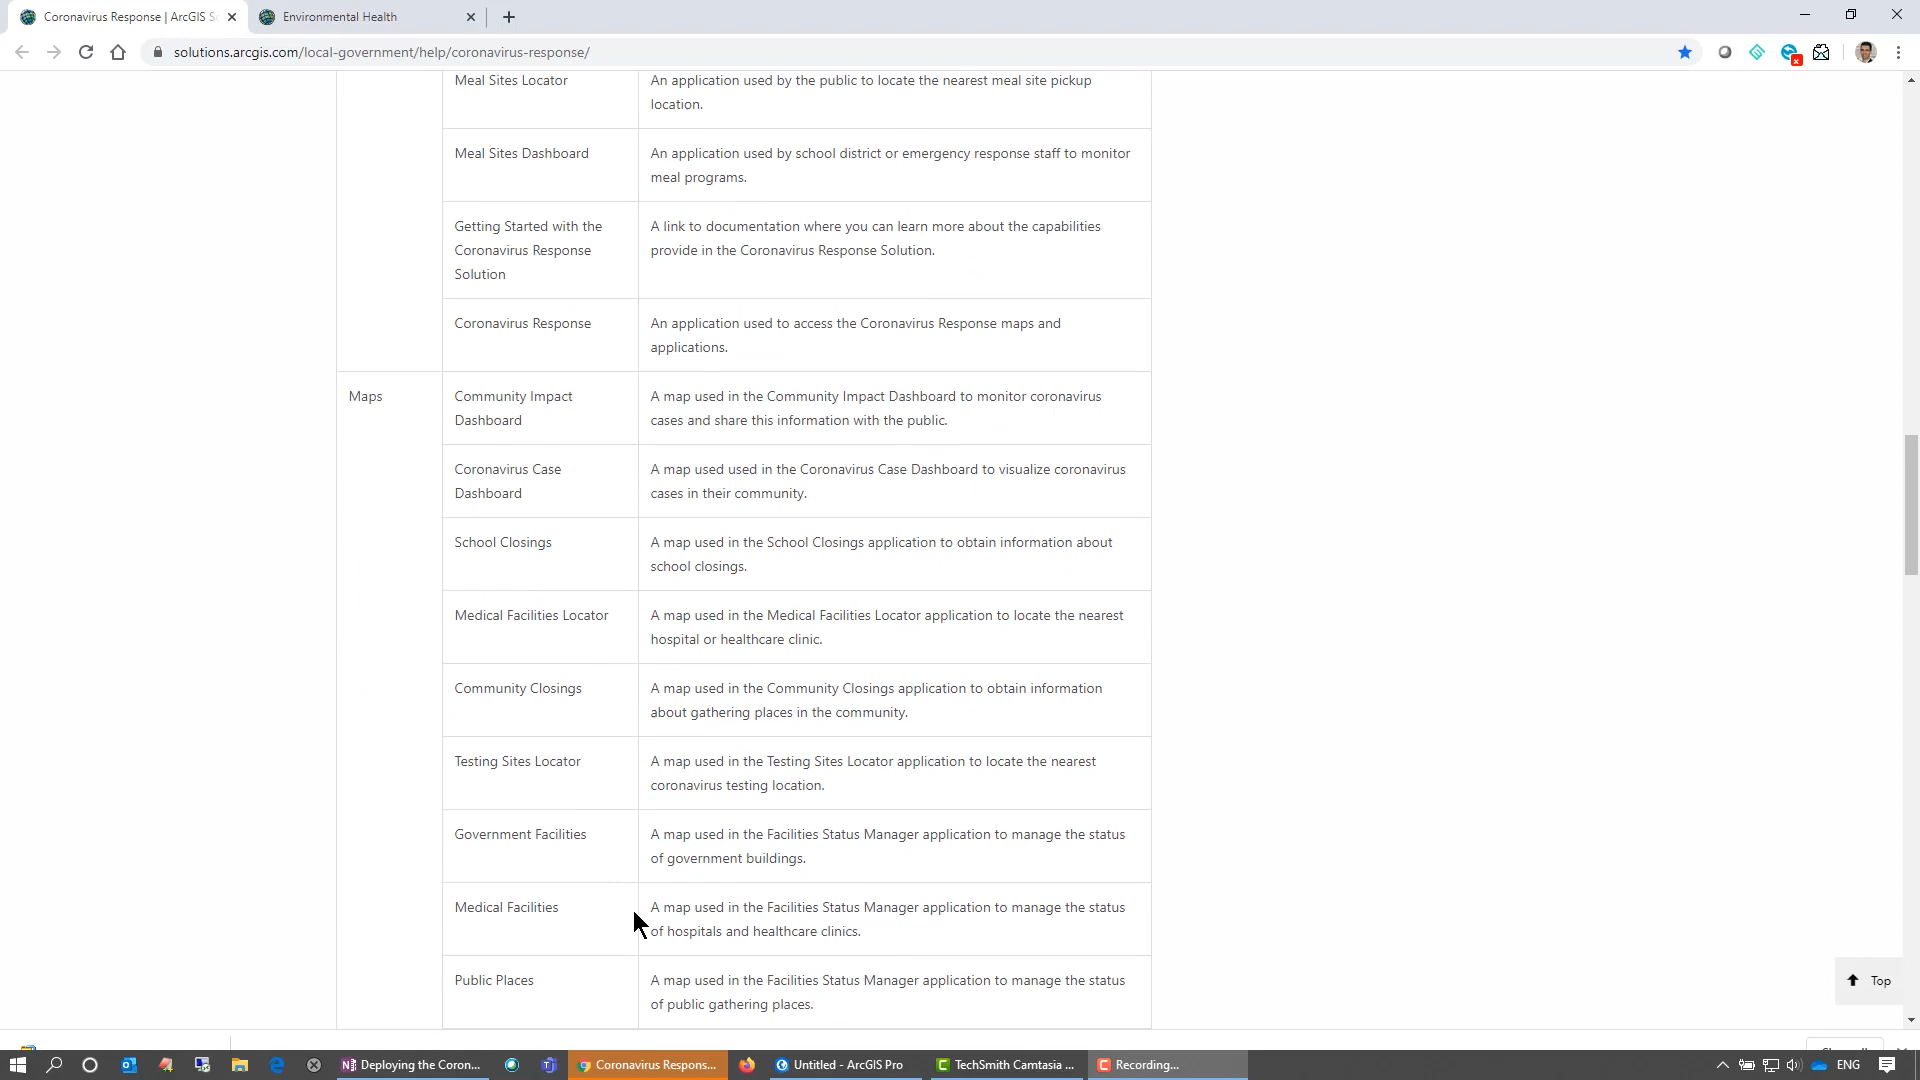 Coronavirus Response | ArcGIS S
Environmental Health
solutions.arcgis.com/local-government/help/coronavirus-response/
Meal Sites Locator
An application used by the public to locate the nearest meal site pickup
location.
Meal Sites Dashboard
An application used by school district or emergency response staff to monitor
meal programs.
Getting Started with the
Coronavirus Response
Solution
A link to documentation where you can learn more about the capabilities
provide in the Coronavirus Response Solution.
Coronavirus Response
An application used to access the Coronavirus Response maps and
applications.
Maps
Community Impact
Dashboard
A map used in the Community Impact Dashboard to monitor coronavirus
cases and share this information with the public.
Coronavirus Case
Dashboard
A map used used in the Coronavirus Case Dashboard to visualize coronavirus
cases in their community.
School Closings
A map used in the School Closings application to obtain information about
school closings.
Medical Facilities Locator
A map used in the Medical Facilities Locator application to locate the nearest
hospital or healthcare clinic.
Community Closings
A map used in the Community Closings application to obtain information
about gathering places in the community.
Testing Sites Locator
A map used in the Testing Sites Locator application to locate the nearest
coronavirus testing location.
Government Facilities
A map used in the Facilities Status Manager application to manage the status
of government buildings.
Medical Facilities
A map used in the Facilities Status Manager application to manage the status
of hospitals and healthcare clinics.
Public Places
A map used in the Facilities Status Manager application to manage the status
of public gathering places.
Top
Deploying the Coron...
Coronavirus Respons...
Untitled - ArcGIS Pro
TechSmith Camtasia ...
Recording...
ENG